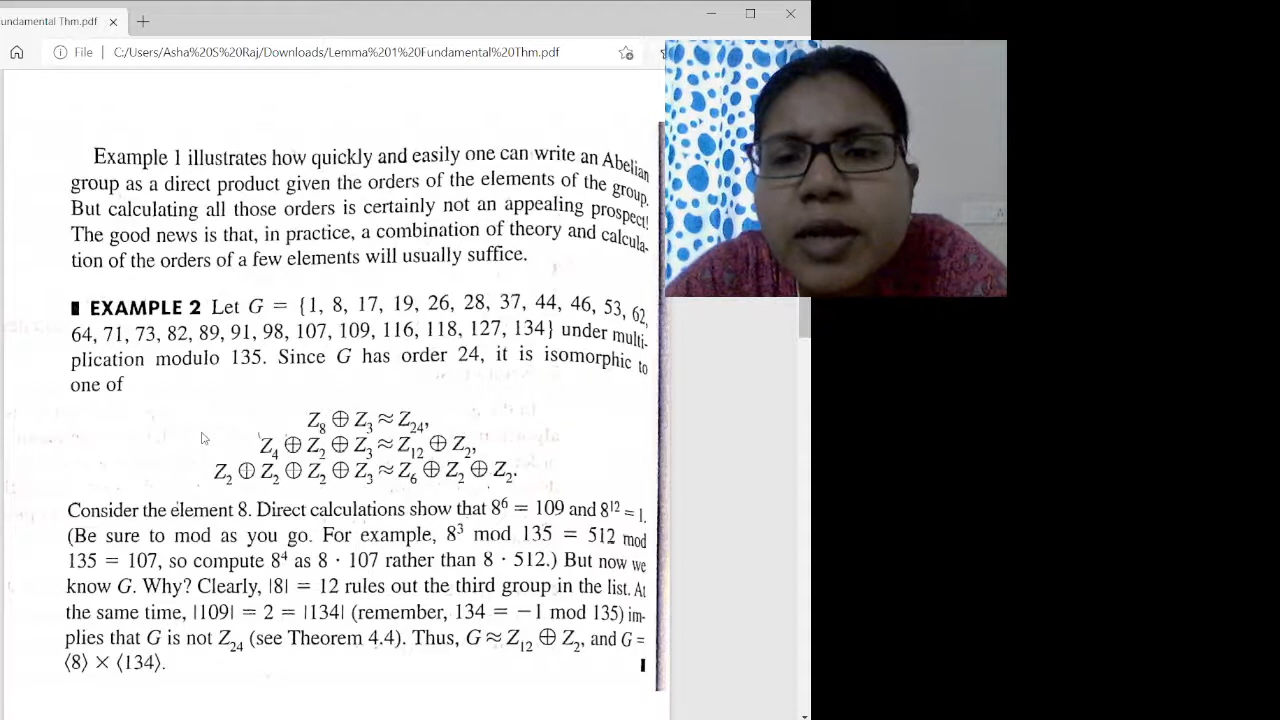 undamental Thm.pdf
File
C:/Users/Asha%20S%20Raj/Downloads/Lemma%201%20Fundamental%20Thm.pdf
Example 1 illustrates how quickly and easily one can write an Abelian
group as a direct product given the orders of the elements of the group.
But calculating all those orders is certainly not an appealing prospect!
The good news is that, in practice, a combination of theory and calcula-
tion of the orders of a few elements will usually suffice.
EXAMPLE 2 Let G = {1, 8, 17, 19, 26, 28, 37, 44, 46, 53, 62,
64, 71, 73, 82, 89, 91, 98, 107, 109, 116, 118, 127, 134} under multi-
plication modulo 135. Since G has order 24, it is isomorphic to
one of
Z₈ ⊕ Z₃ ≈ Z₂₄,
Z₄ ⊕ Z₂ ⊕ Z₃ ≈ Z₁₂ ⊕ Z₂,
Z₂ ⊕ Z₂ ⊕ Z₂ ⊕ Z₃ ≈ Z₆ ⊕ Z₂ ⊕ Z₂.
Consider the element 8. Direct calculations show that 8⁶ = 109 and 8¹² = 1.
(Be sure to mod as you go. For example, 8³ mod 135 = 512 mod
135 = 107, so compute 8⁴ as 8 · 107 rather than 8 · 512.) But now we
know G. Why? Clearly, |8| = 12 rules out the third group in the list. At
the same time, |109| = 2 = |134| (remember, 134 = −1 mod 135) im-
plies that G is not Z₂₄ (see Theorem 4.4). Thus, G ≈ Z₁₂ ⊕ Z₂, and G =
⟨8⟩ × ⟨134⟩.